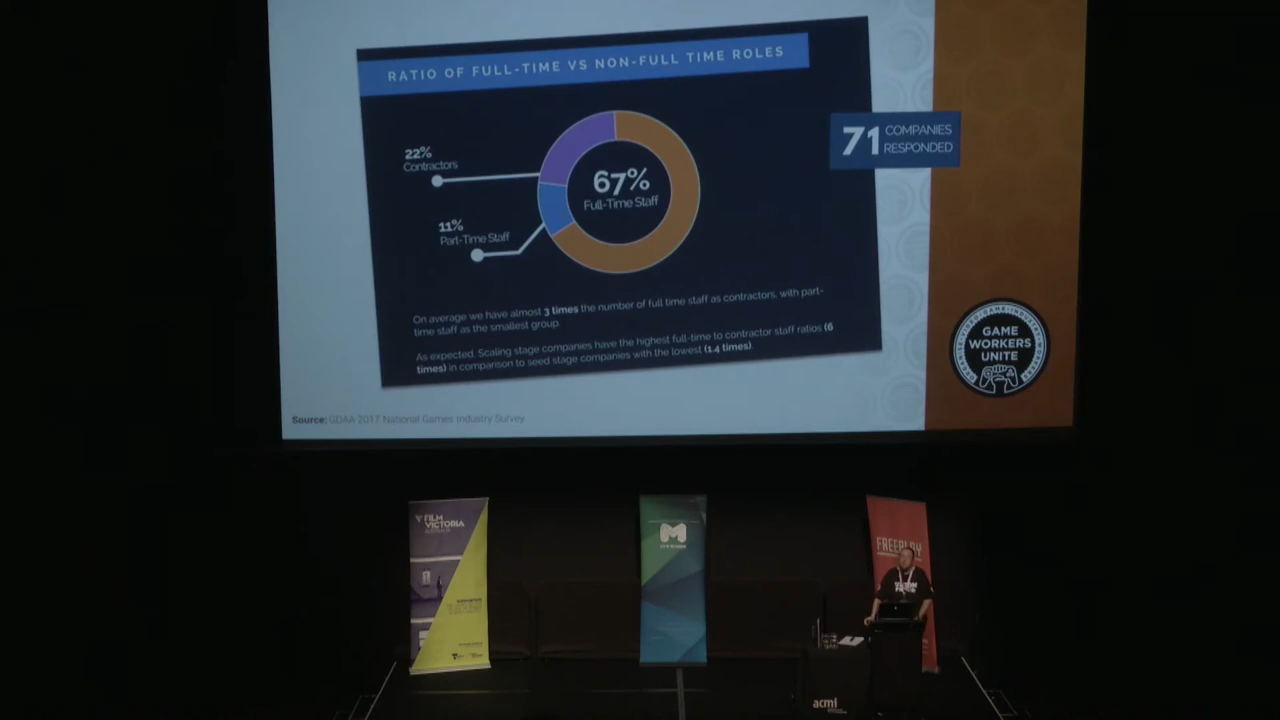 RATIO OF FULL-TIME VS NON-FULL TIME ROLES
71 COMPANIES
RESPONDED
22%
Contractors
67%
Full-Time Staff
11%
Part-Time Staff
On average we have almost 3 times the number of full time staff as contractors, with part-
time staff as the smallest group.
As expected, Scaling stage companies have the highest full-time to contractor staff ratios (6
times) in comparison to seed stage companies with the lowest (1.4 times).
GAME
WORKERS
UNITE
Source: GDAA 2017 National Games Industry Survey
FILM
VICTORIA
AUSTRALIA
FREEPLAY
acmi